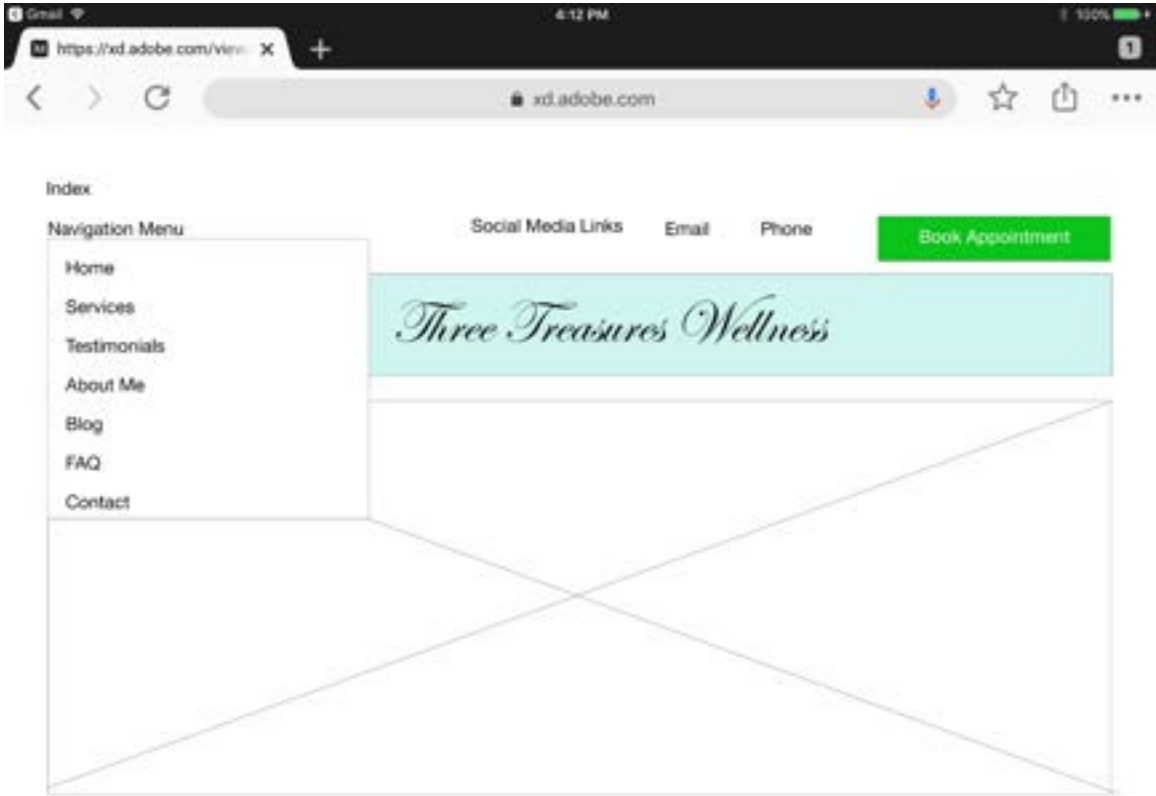 Gmail 4:12 PM 100%
https://xd.adobe.com/view 1
xd.adobe.com
Index
Navigation Menu Social Media Links Email Phone Book Appointment
Home
Services
Three Treasures Wellness
Testimonials
About Me
Blog
FAQ
Contact